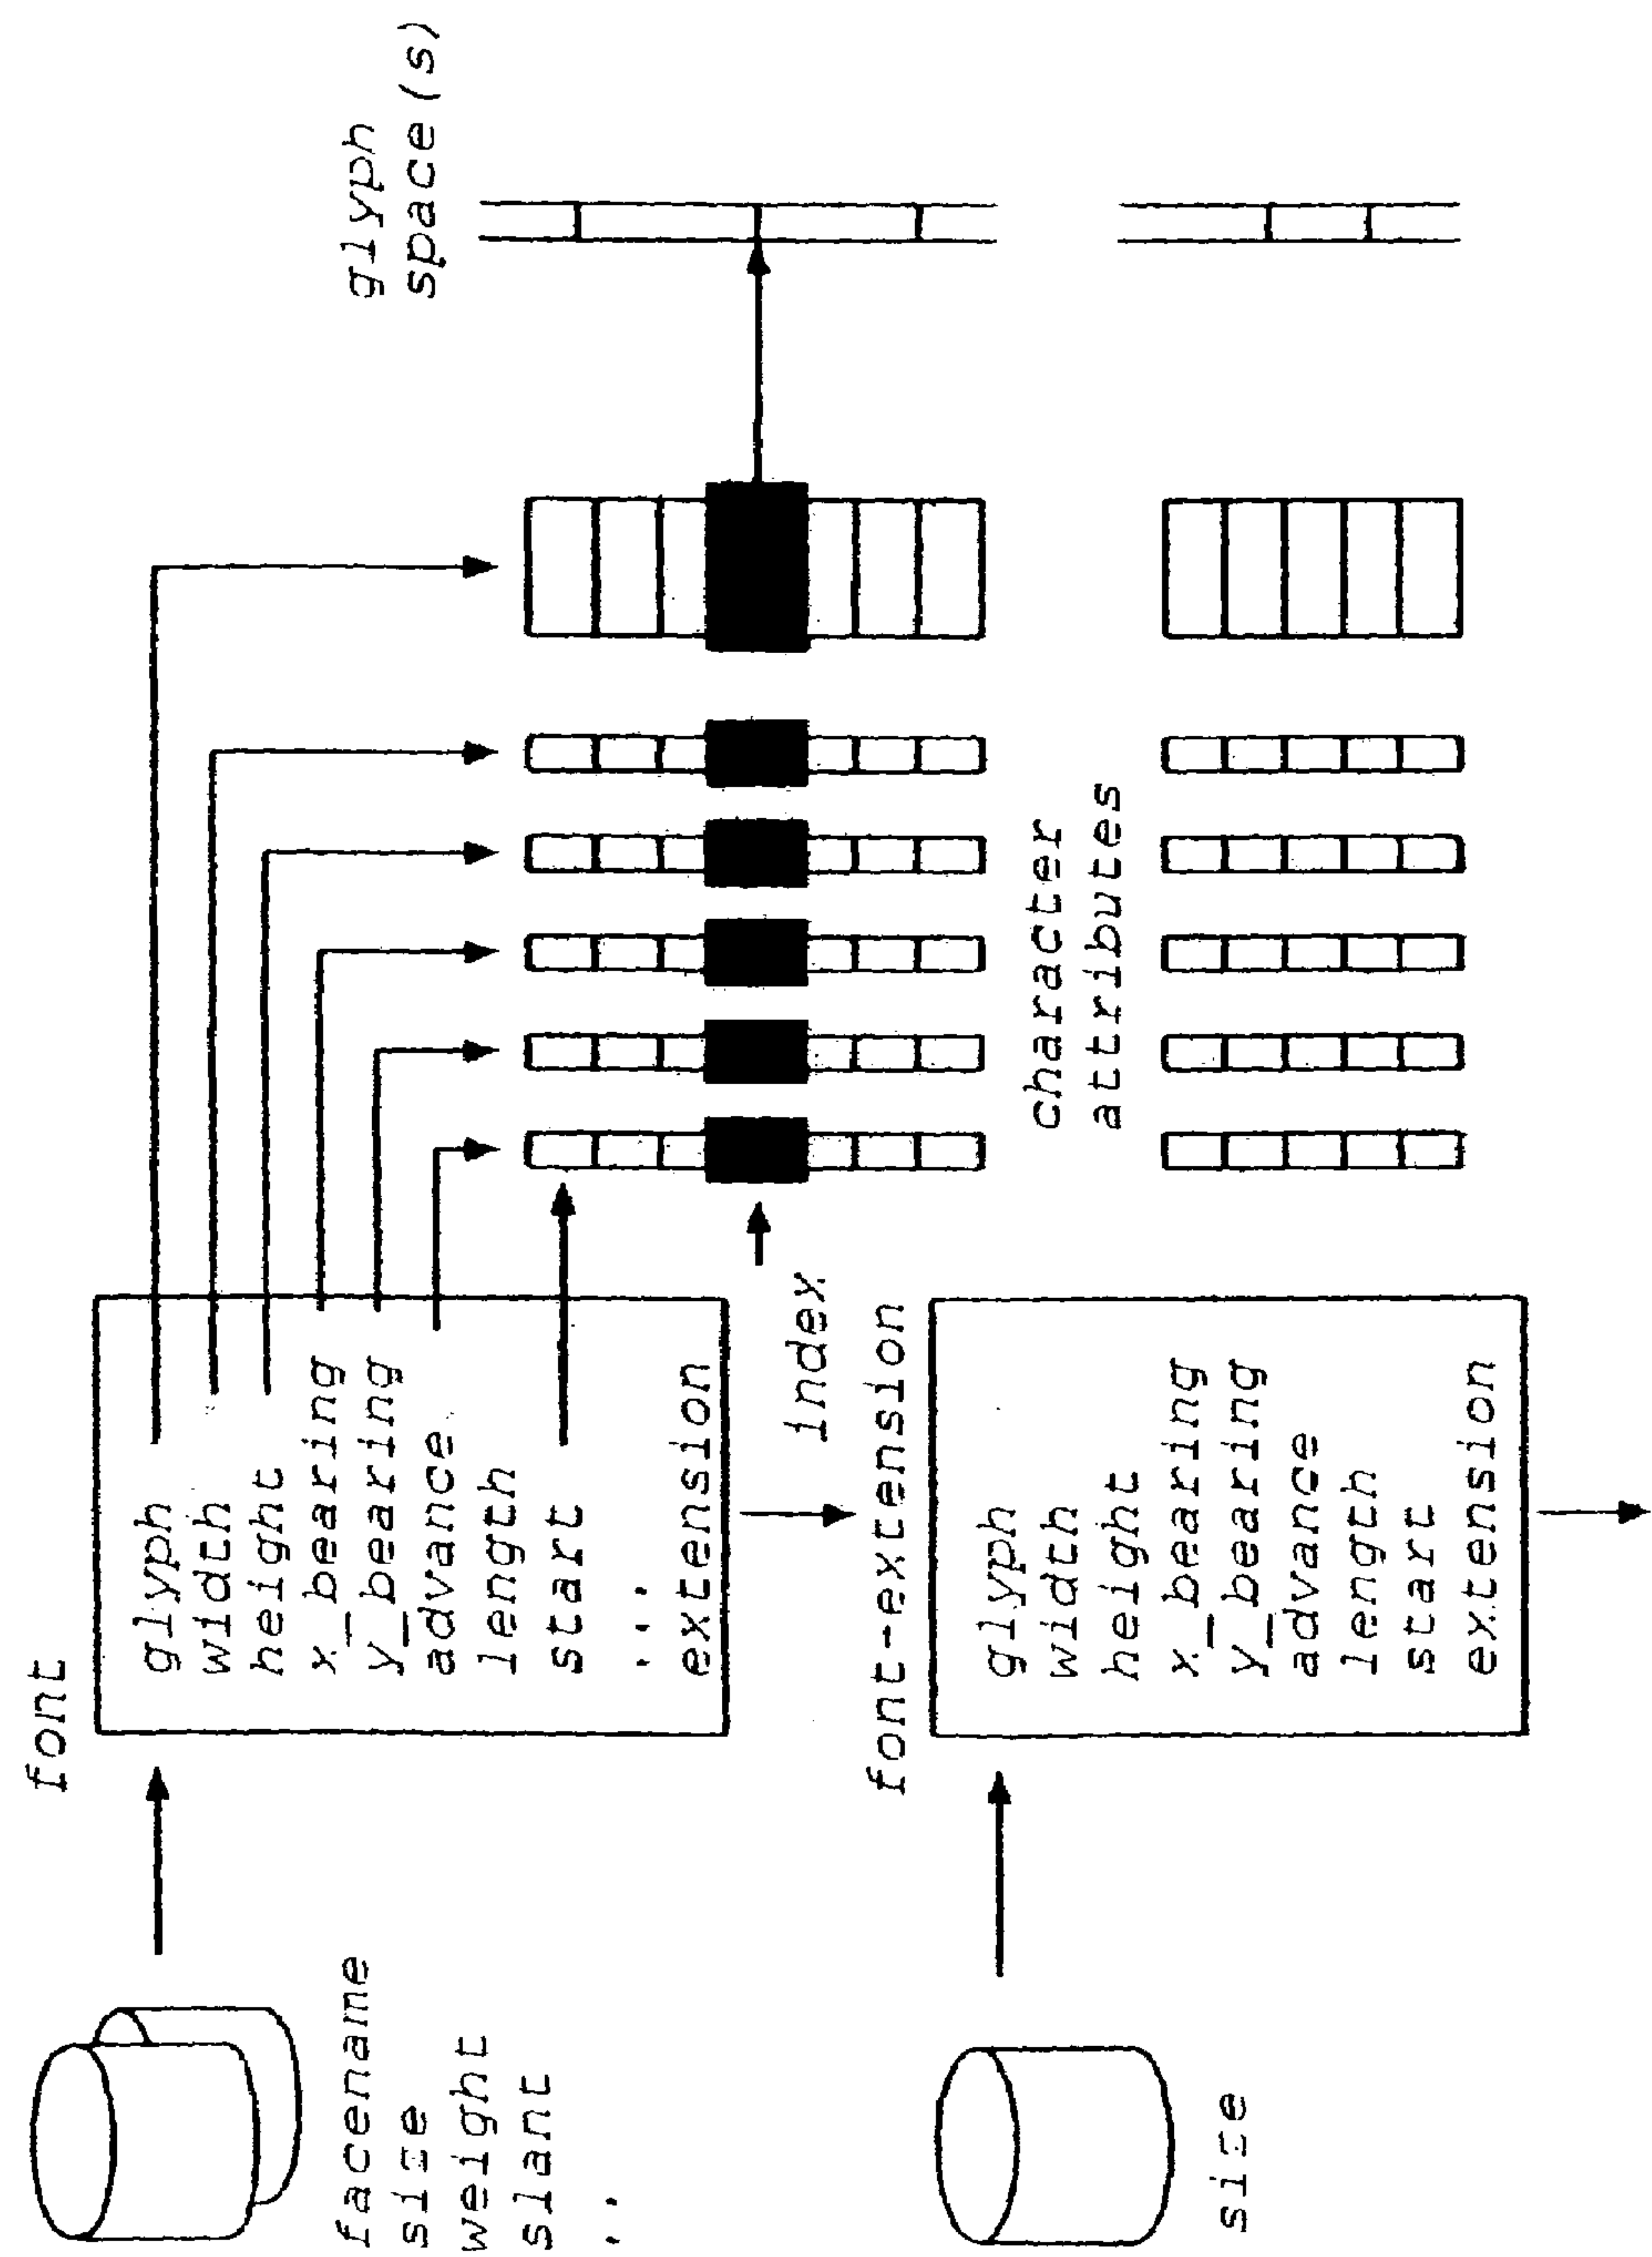 font
glyph
width
height
x_bearing
y_bearing
advance
length
start
...
extension
glyph
space(s)
facename
size
weight
slant
..
index
character
attributes
font-extension
glyph
width
height
x_bearing
y_bearing
advance
length
start
extension
size